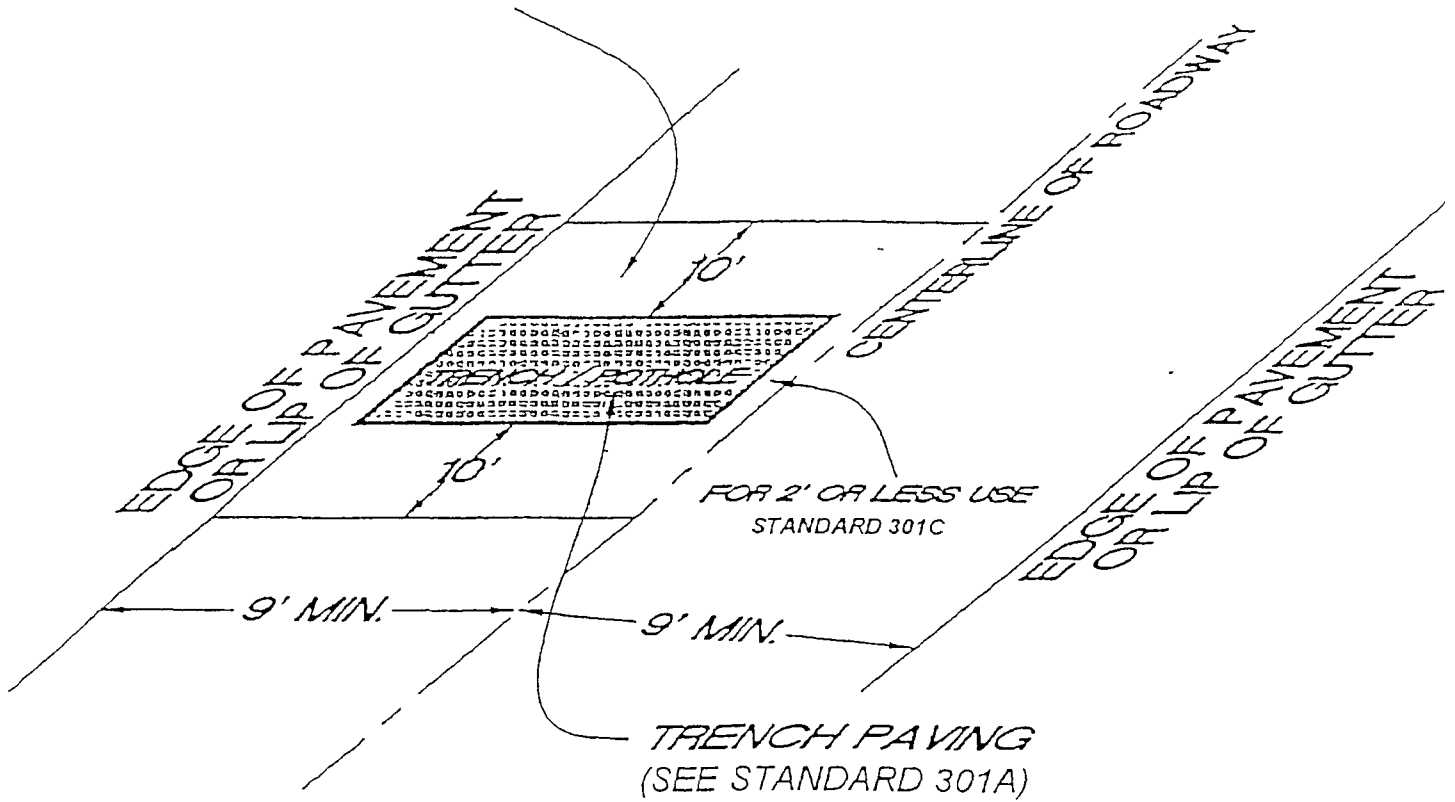 CENTERLINE OF ROADWAY
EDGE OF PAVEMENT
OR LIP OF GUTTER
10'
TRENCH / POTHOLE
10'
FOR 2' OR LESS USE
STANDARD 301C
EDGE OF PAVEMENT
OR LIP OF GUTTER
9' MIN.
9' MIN.
TRENCH PAVING
(SEE STANDARD 301A)